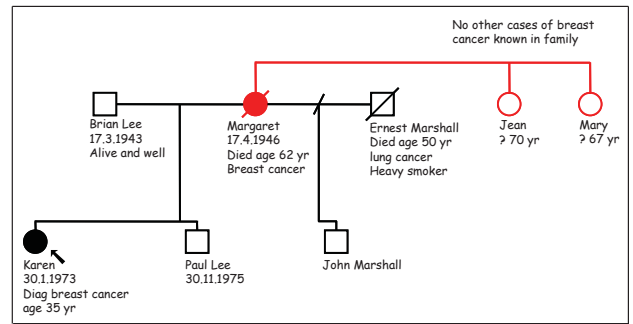 No other cases of breast
cancer known in family
Brian Lee
17.3.1943
Alive and well
Margaret
17.4.1946
Died age 62 yr
Breast cancer
Ernest Marshall
Died age 50 yr
lung cancer
Heavy smoker
Jean
? 70 yr
Mary
? 67 yr
Karen
30.1.1973
Diag breast cancer
age 35 yr
Paul Lee
30.11.1975
John Marshall